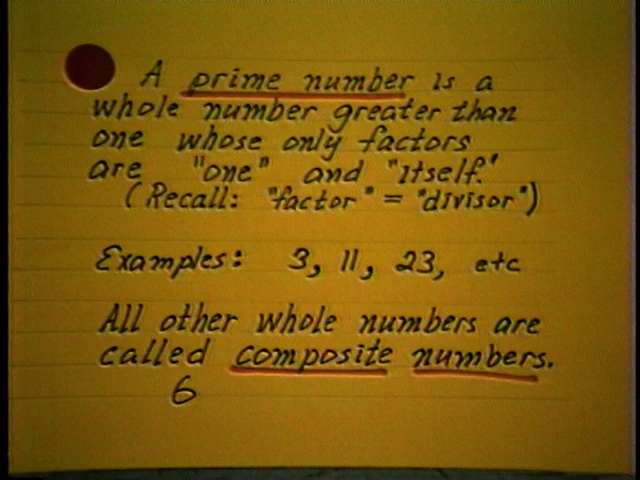 A prime number is a
whole number greater than
one whose only factors
are "one" and "itself."
(Recall: "factor" = "divisor")
Examples: 3, 11, 23, etc
All other whole numbers are
called composite numbers.
6